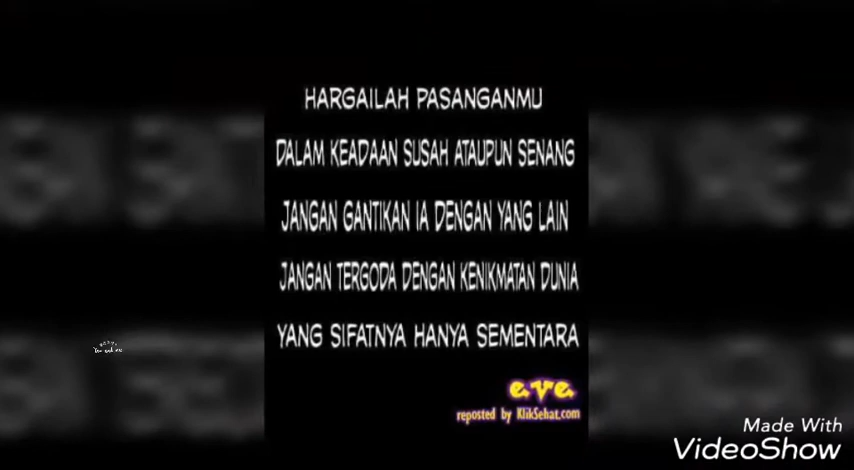 HARGAILAH PASANGANMU
DALAM KEADAAN SUSAH ATAUPUN SENANG
JANGAN GANTIKAN IA DENGAN YANG LAIN
JANGAN TERGODA DENGAN KENIKMATAN DUNIA
YANG SIFATNYA HANYA SEMENTARA
eve
reposted by KlikSehat.com
Made With
VideoShow